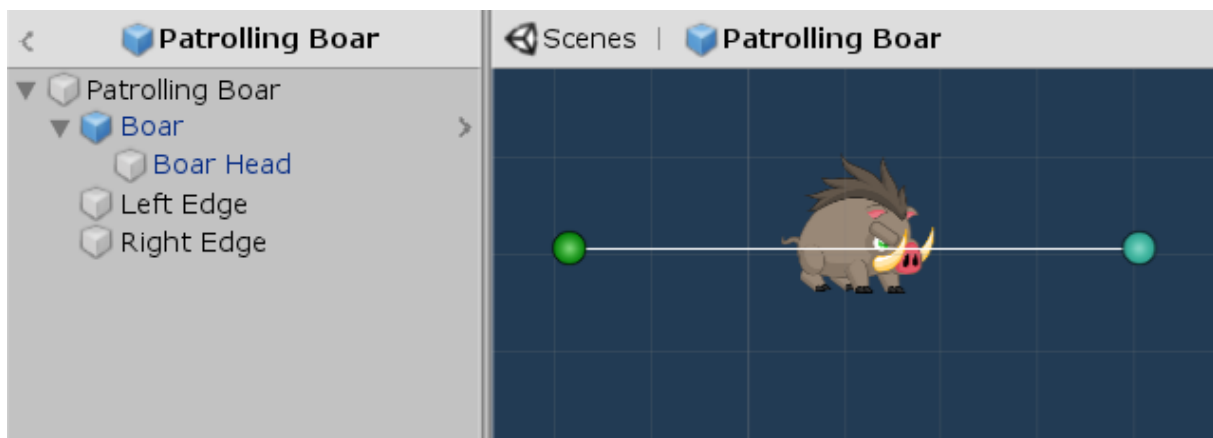 Patrolling Boar
Patrolling Boar
Boar
Boar Head
Left Edge
Right Edge
Scenes | Patrolling Boar